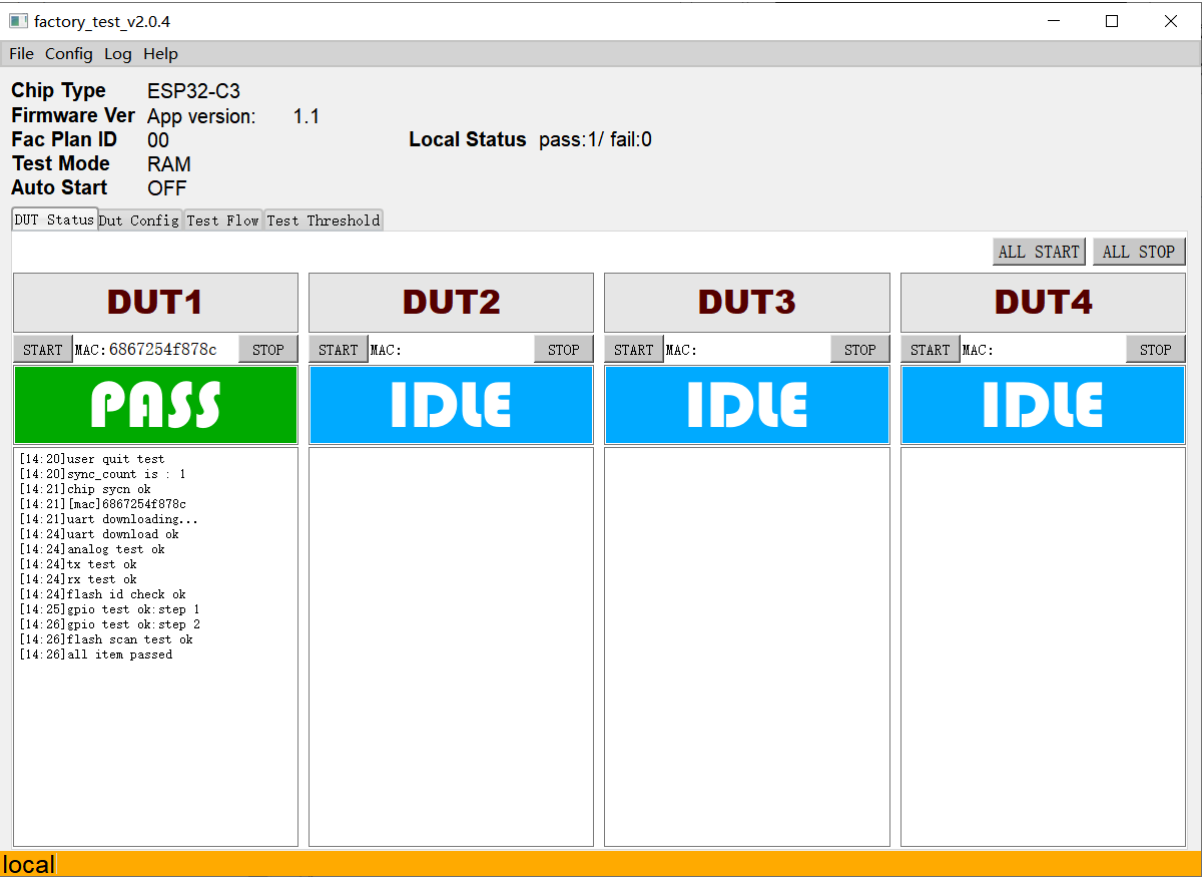 factory_test_v2.0.4
File Config Log Help
Chip Type ESP32-C3
Firmware Ver App version: 1.1
Fac Plan ID 00
Local Status pass:1/ fail:0
Test Mode RAM
Auto Start OFF
DUT Status Dut Config Test Flow Test Threshold
ALL START ALL STOP
DUT1 DUT2 DUT3 DUT4
START MAC:6867254f878c STOP START MAC: STOP START MAC: STOP START MAC: STOP
PASS IDLE IDLE IDLE
[14:20]user quit test
[14:20]sync_count is : 1
[14:21]chip sycn ok
[14:21][mac]6867254f878c
[14:21]uart downloading...
[14:24]uart download ok
[14:24]analog test ok
[14:24]tx test ok
[14:24]rx test ok
[14:24]flash id check ok
[14:25]gpio test ok:step 1
[14:26]gpio test ok:step 2
[14:26]flash scan test ok
[14:26]all item passed
local